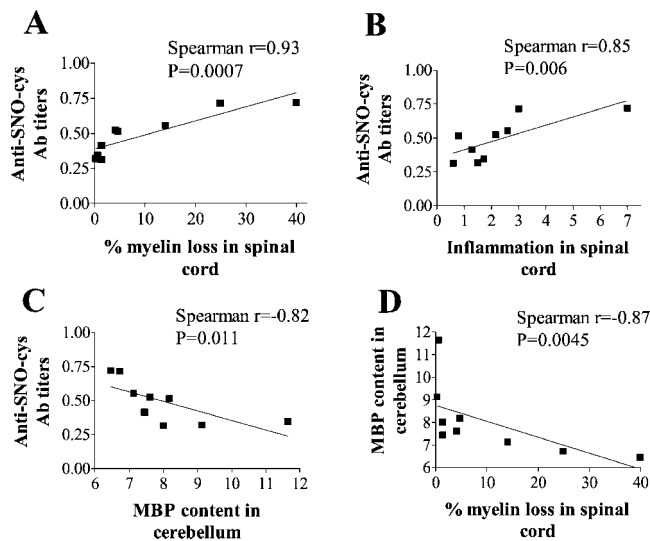 A
Spearman r=0.93
P=0.0007
Anti-SNO-cys
Ab titers
1.00
0.75
0.50
0.25
0.00
0 10 20 30 40
% myelin loss in spinal
cord
B
Spearman r=0.85
P=0.006
Anti-SNO-cys
Ab titers
1.00
0.75
0.50
0.25
0.00
0 1 2 3 4 5 6 7
Inflammation in spinal
cord
C
Spearman r=-0.82
P=0.011
Anti-SNO-cys
Ab titers
1.00
0.75
0.50
0.25
0.00
6 7 8 9 10 11 12
MBP content in
cerebellum
D
Spearman r=-0.87
P=0.0045
MBP content in
cerebellum
12
11
10
9
8
7
6
0 10 20 30 40
% myelin loss in spinal
cord